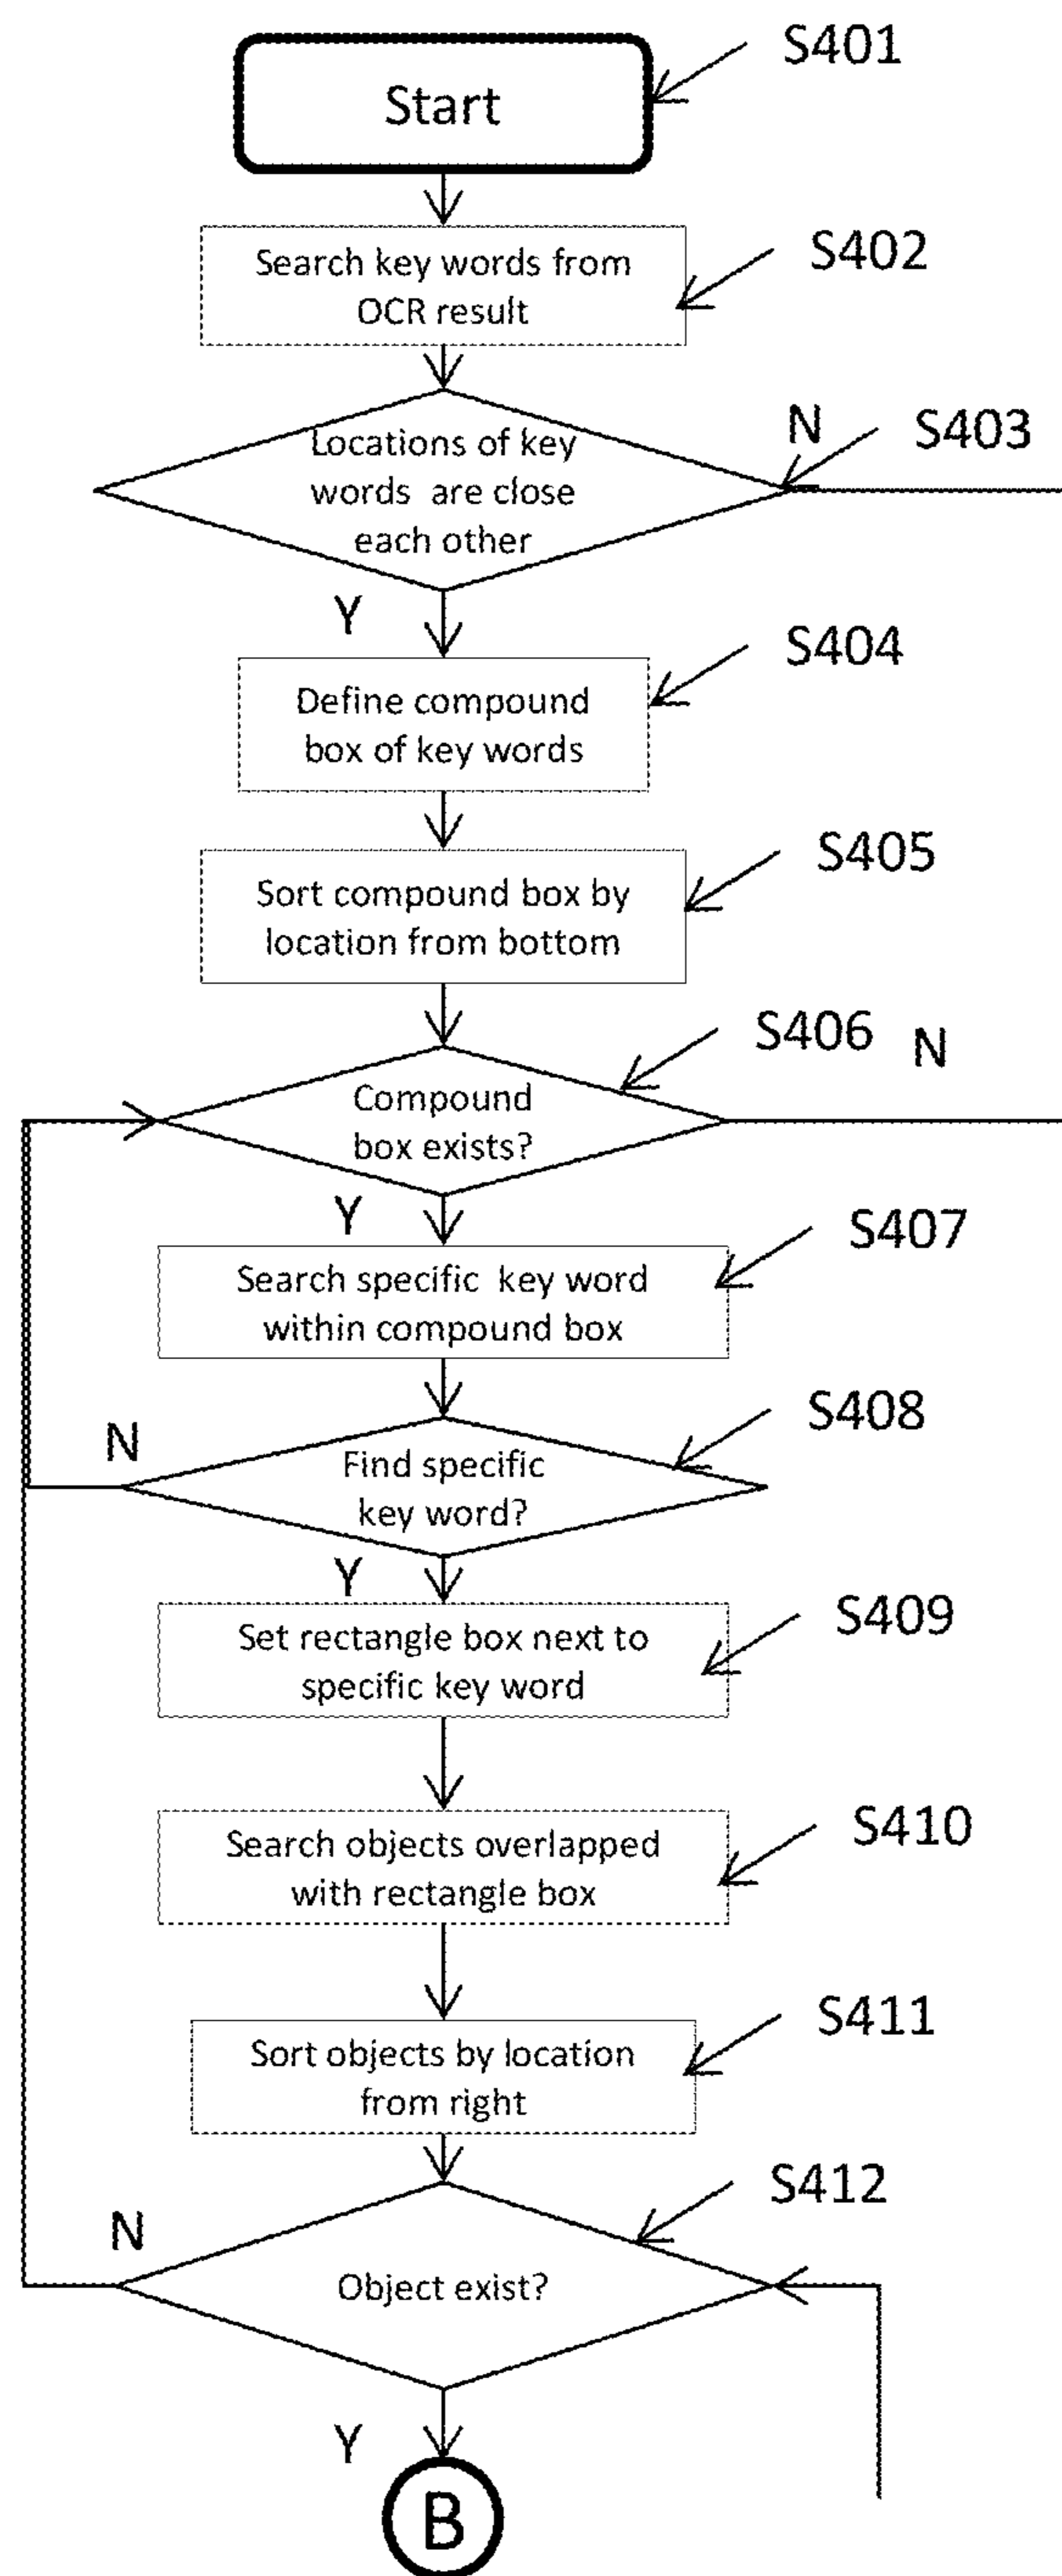 S401
Start
S402
Search key words from
OCR result
N
S403
Locations of key
words are close
each other
Y
S404
Define compound
box of key words
S405
Sort compound box by
location from bottom
S406
N
Compound
box exists?
Y
S407
Search specific key word
within compound box
S408
N
Find specific
key word?
Y
S409
Set rectangle box next to
specific key word
S410
Search objects overlapped
with rectangle box
S411
Sort objects by location
from right
S412
N
Object exist?
Y
B